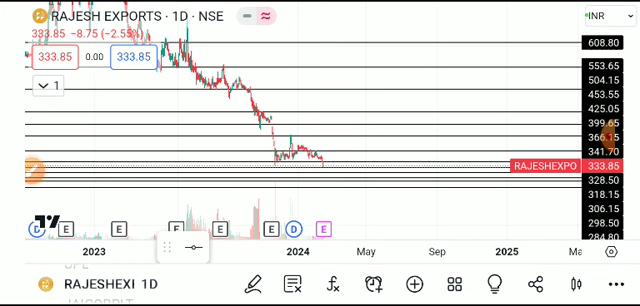 RAJESH EXPORTS · 1D · NSE
INR
333.85 −8.75 (−2.55%)
333.85
0.00
333.85
1
608.80
553.65
504.15
453.55
425.05
399.65
366.15
341.70
RAJESHEXPO 333.85
328.50
318.15
306.15
298.50
284.80
D E E E E E D E
2023
2024
May
Sep
2025
Ma
RAJESHEXI 1D